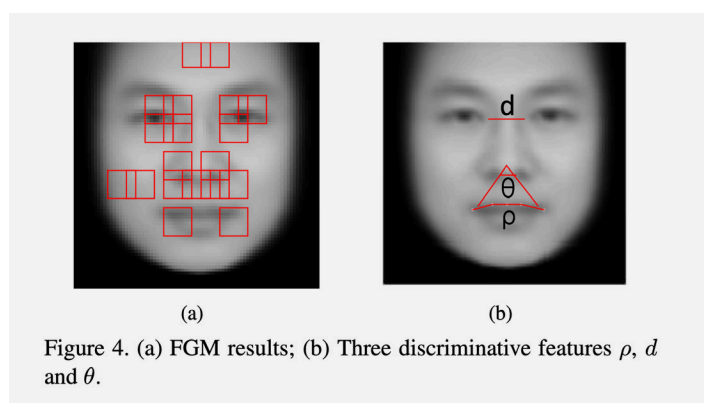 d
θ
ρ
(a)
(b)
Figure 4. (a) FGM results; (b) Three discriminative features ρ, d
and θ.